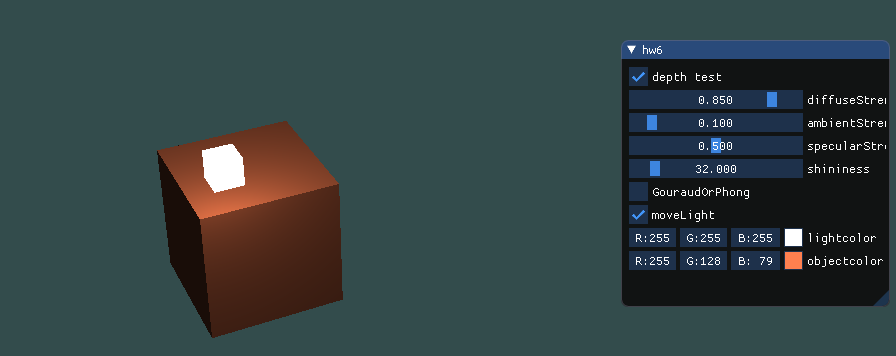 hw6
depth test
0.850 diffuseStre
0.100 ambientStre
0.500 specularStr
32.000 shininess
GouraudOrPhong
moveLight
R:255 G:255 B:255 lightcolor
R:255 G:128 B: 79 objectcolor